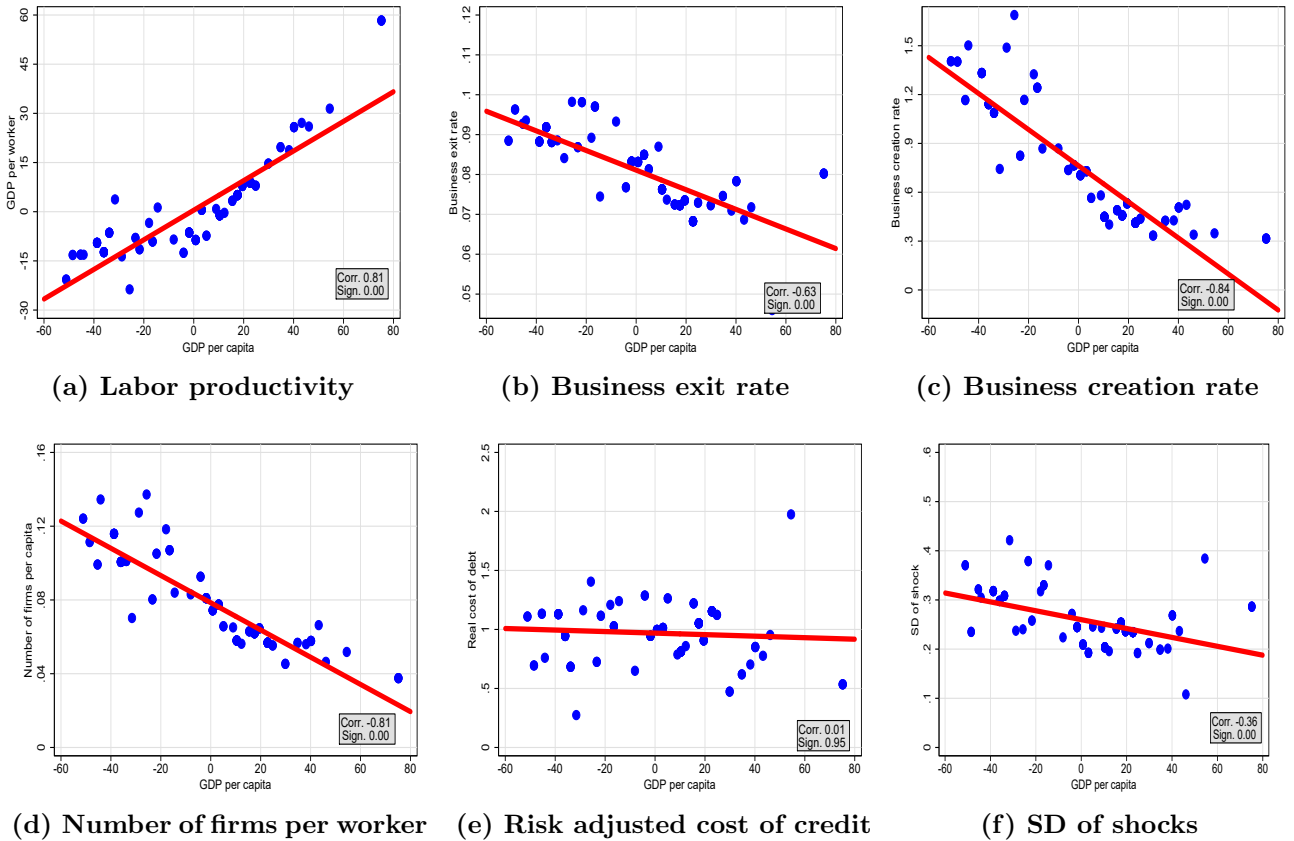 GDP per worker
60
45
30
15
0
-15
-30
-60
-40
-20
0
20
40
60
80
GDP per capita
Corr. 0.81
Sign. 0.00
(a) Labor productivity
Business exit rate
.12
.11
.1
.09
.08
.07
.06
.05
-60
-40
-20
0
20
40
60
80
GDP per capita
Corr. -0.63
Sign. 0.00
(b) Business exit rate
Business creation rate
1.5
1.2
.9
.6
.3
0
-60
-40
-20
0
20
40
60
80
GDP per capita
Corr. -0.84
Sign. 0.00
(c) Business creation rate
Number of firms per capita
.16
.12
.08
.04
0
-60
-40
-20
0
20
40
60
80
GDP per capita
Corr. -0.81
Sign. 0.00
(d) Number of firms per worker
Real cost of debt
2.5
2
1.5
1
.5
0
-60
-40
-20
0
20
40
60
80
GDP per capita
Corr. 0.01
Sign. 0.95
(e) Risk adjusted cost of credit
SD of shock
.6
.5
.4
.3
.2
.1
0
-60
-40
-20
0
20
40
60
80
GDP per capita
Corr. -0.36
Sign. 0.00
(f) SD of shocks